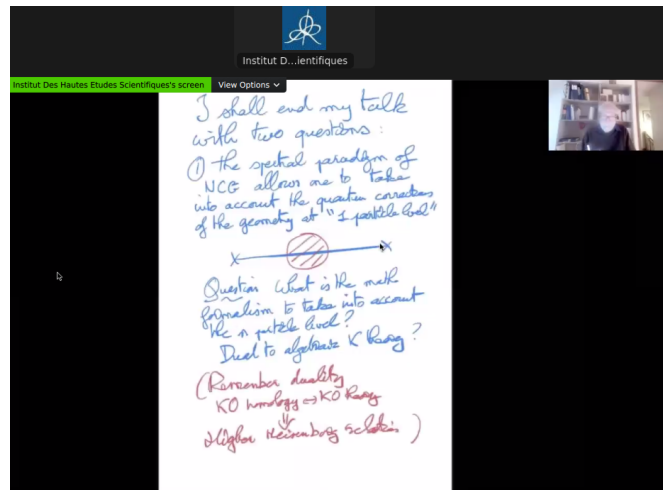 Institut D...ientifiques
Institut Des Hautes Etudes Scientifiques's screen View Options
I shall end my talk
with two questions :
① the spectral paradigm of
NCG allows one to take
into account the quantum corrections
of the geometry at "1 particle level"
Question What is the math
formalism to take into account
the n particle level ?
Dual to algebraic K theory ?
(Remember duality
KO homology ↔ KO theory
⇓
Higher Heisenberg relation )